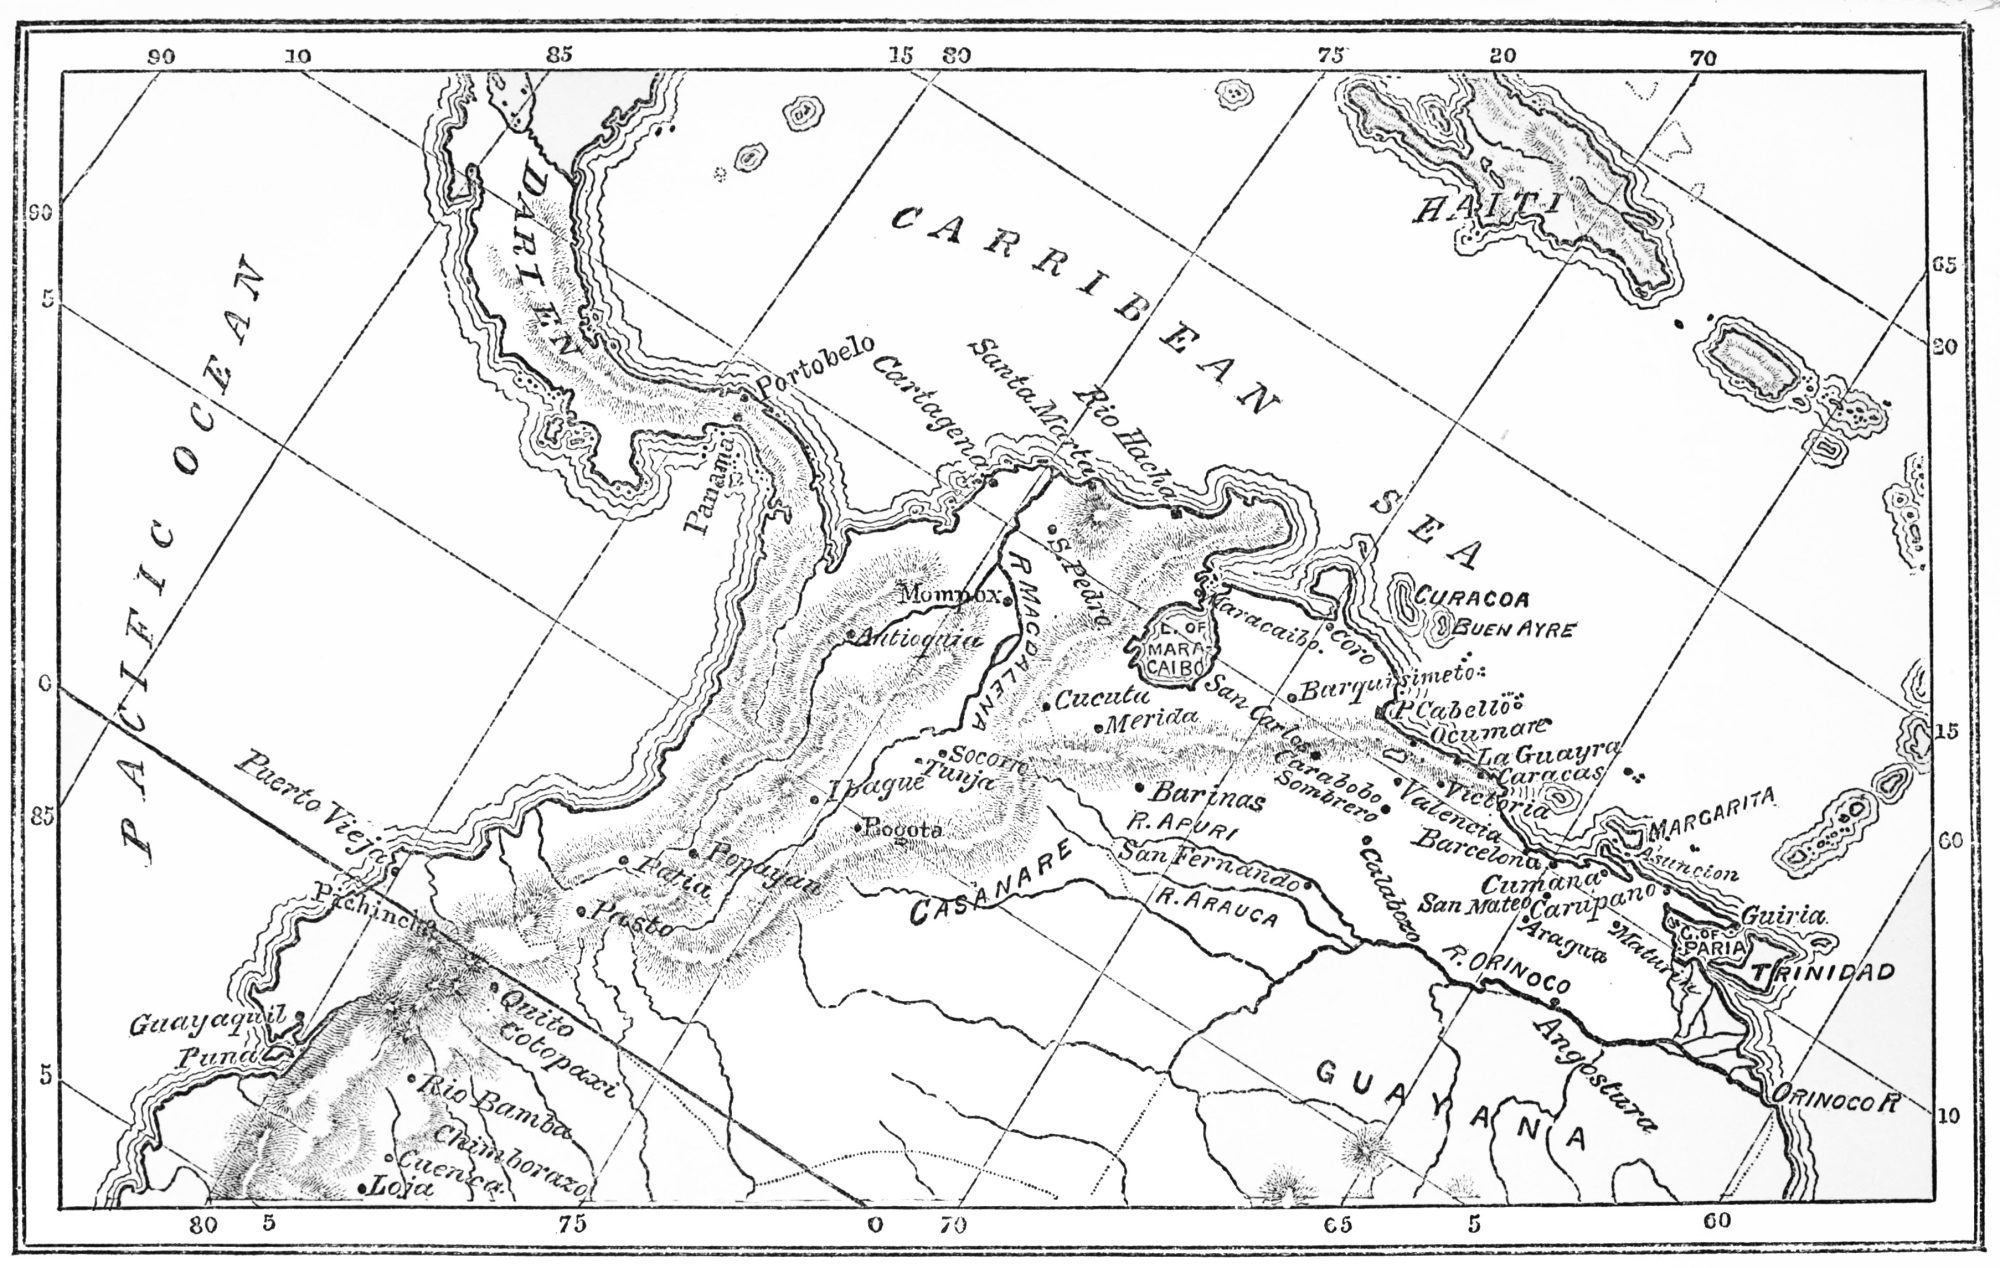 90 10 85 15 80 75 20 70
90
5
0
85
5
65
20
15
60
10
80 5 75 0 70 65 5 60
PACIFIC OCEAN
DARIEN
CARRIBEAN
SEA
HAITI
Portobelo
Panama
Cartagena
Santa Marta
Rio Hacha
R MAGDALENA
S. Pedro
Mompox
Antioquia
L. OF
MARA-
CAIBO
Maracaibo.
Coro
CURACOA
BUEN AYRE
Barquisimeto
P. Cabello
Ocumare
La Guayra
Caracas
Victoria
Valencia
San Carlos
Carabobo
Sombrero
Cucuta
Merida
Socorro
Tunja
Ibague
Bogota
Barinas
R. APURI
San Fernando
R. ARAUCA
CASANARE
Calabozo
Barcelona
Cumana
San Mateo
Carupano
Aragua
Maturin
MARGARITA
Asuncion
Guiria
G. OF
PARIA
TRINIDAD
R. ORINOCO
Angostura
ORINOCO R
GUAYANA
Popayan
Patia
Pasto
Puerto Vieja
Pichincha
Quito
Cotopaxi
Guayaquil
Puna
Rio Bamba
Chimborazo
Cuenca
Loja